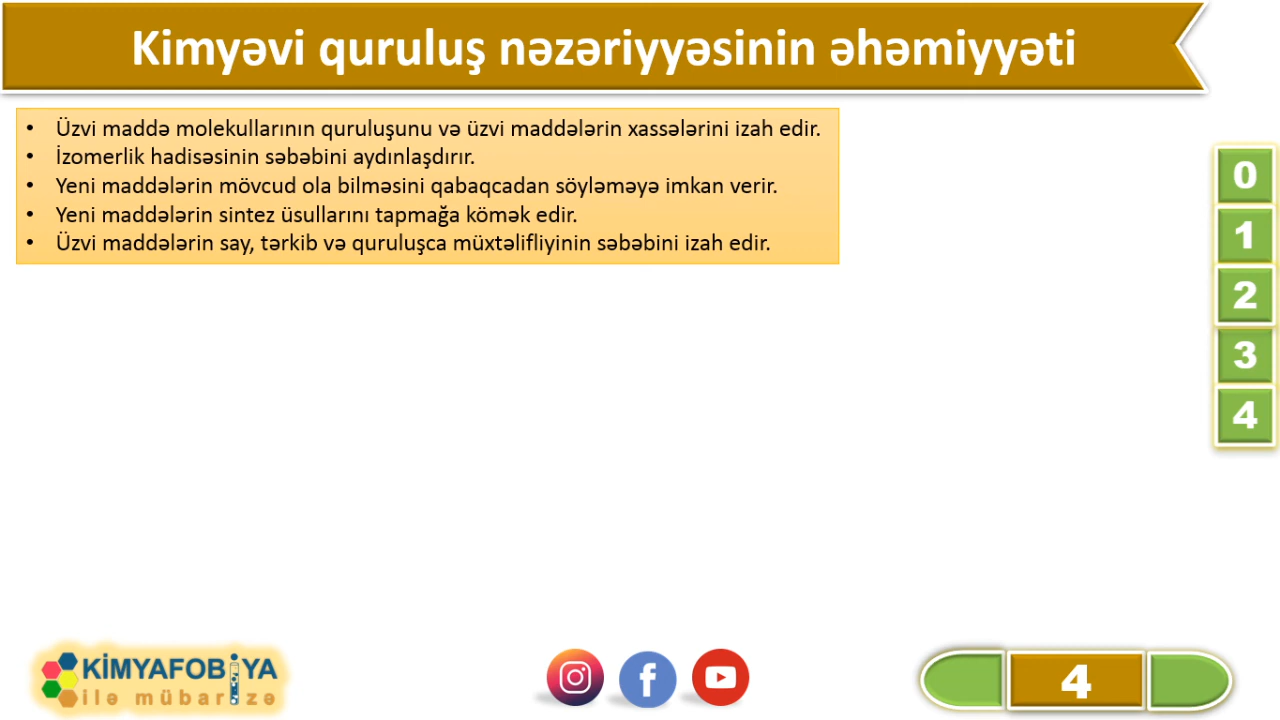 Kimyəvi quruluş nəzəriyyəsinin əhəmiyyəti
• Üzvi maddə molekullarının quruluşunu və üzvi maddələrin xassələrini izah edir.
• İzomerlik hadisəsinin səbəbini aydınlaşdırır.
• Yeni maddələrin mövcud ola bilməsini qabaqcadan söyləməyə imkan verir.
• Yeni maddələrin sintez üsullarını tapmağa kömək edir.
• Üzvi maddələrin say, tərkib və quruluşca müxtəlifliyinin səbəbini izah edir.
0
1
2
3
4
KİMYAFOBİYA
ilə mübarizə
4